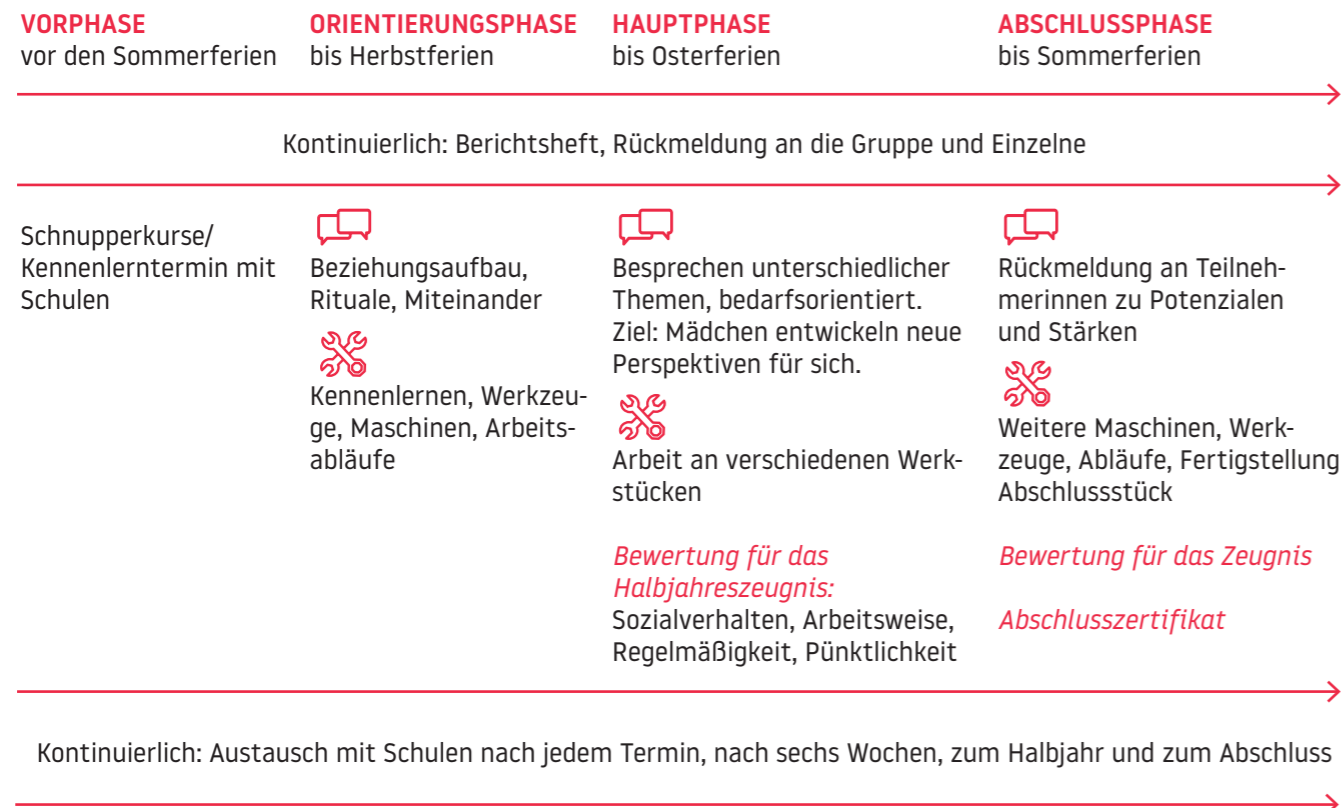 VORPHASE
vor den Sommerferien
ORIENTIERUNGSPHASE
bis Herbstferien
HAUPTPHASE
bis Osterferien
ABSCHLUSSPHASE
bis Sommerferien
Kontinuierlich: Berichtsheft, Rückmeldung an die Gruppe und Einzelne
Schnupperkurse/
Kennenlerntermin mit
Schulen
Beziehungsaufbau,
Rituale, Miteinander
Kennenlernen, Werkzeu-
ge, Maschinen, Arbeits-
abläufe
Besprechen unterschiedlicher
Themen, bedarfsorientiert.
Ziel: Mädchen entwickeln neue
Perspektiven für sich.
Arbeit an verschiedenen Werk-
stücken
Bewertung für das
Halbjahreszeugnis:
Sozialverhalten, Arbeitsweise,
Regelmäßigkeit, Pünktlichkeit
Rückmeldung an Teilneh-
merinnen zu Potenzialen
und Stärken
Weitere Maschinen, Werk-
zeuge, Abläufe, Fertigstellung
Abschlussstück
Bewertung für das Zeugnis
Abschlusszertifikat
Kontinuierlich: Austausch mit Schulen nach jedem Termin, nach sechs Wochen, zum Halbjahr und zum Abschluss